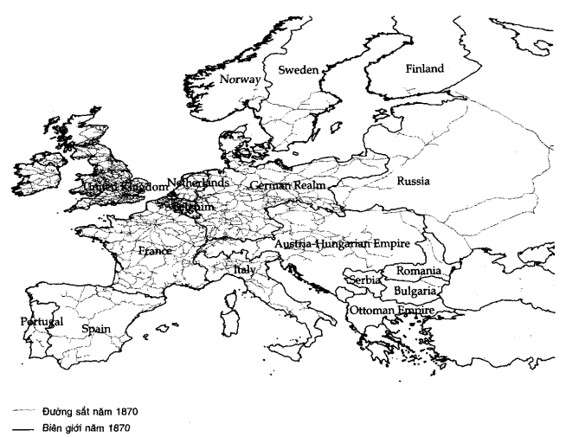 Norway
Sweden
Finland
United Kingdom
Netherlands
Belgium
German Realm
Russia
France
Austria-Hungarian Empire
Italy
Romania
Serbia
Bulgaria
Portugal
Spain
Ottoman Empire
Đường sắt năm 1870
Biên giới năm 1870